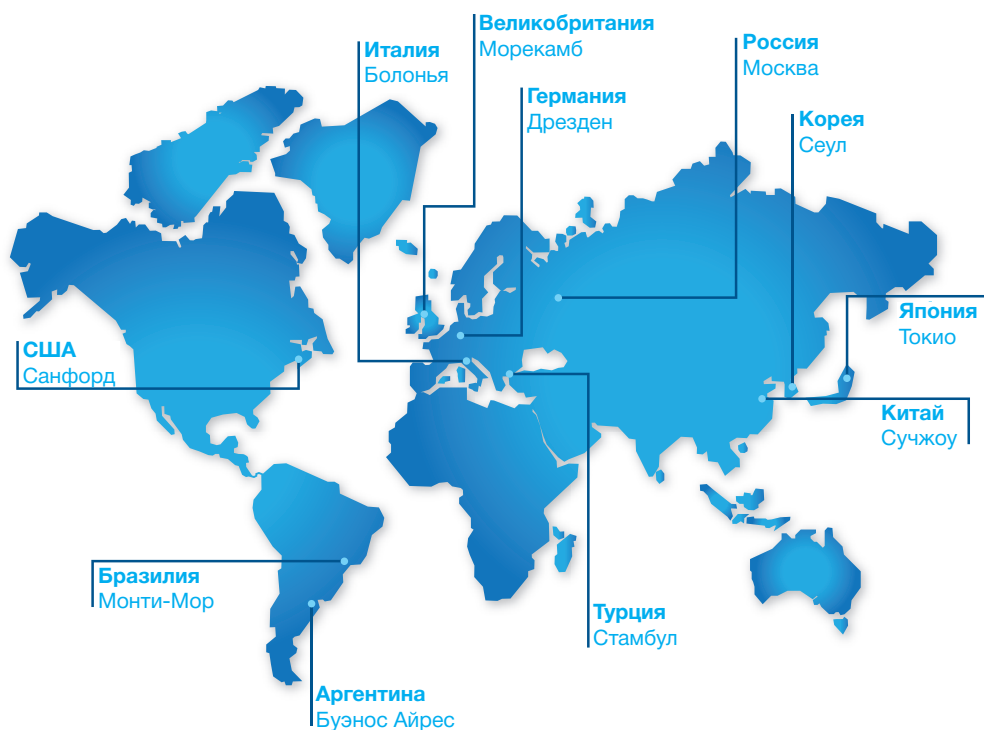 Великобритания
Морекамб
Италия
Болонья
Россия
Москва
Германия
Дрезден
Корея
Сеул
Япония
Токио
США
Санфорд
Китай
Сучжоу
Бразилия
Монти-Мор
Турция
Стамбул
Аргентина
Буэнос Айрес